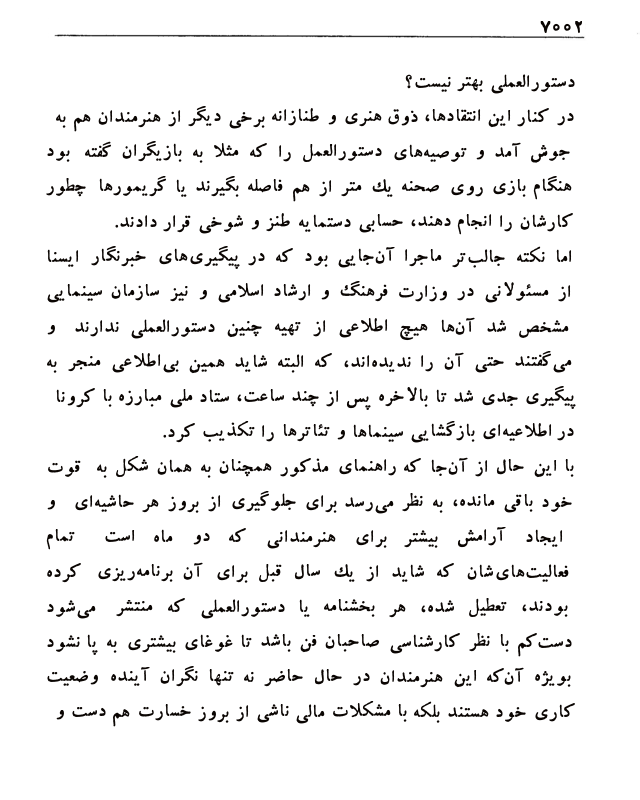 ۷۰۰۲
دستورالعملی بهتر نیست؟
در کنار این انتقادها، ذوق هنری و طنازانه برخی دیگر از هنرمندان هم به
جوش آمد و توصیه‌های دستورالعمل را که مثلا به بازیگران گفته بود
هنگام بازی روی صحنه یك متر از هم فاصله بگیرند یا گریمورها چطور
کارشان را انجام دهند، حسابی دستمایه طنز و شوخی قرار دادند.
اما نکته جالب‌تر ماجرا آن‌جایی بود که در پیگیری‌های خبرنگار ایسنا
از مسئولانی در وزارت فرهنگ و ارشاد اسلامی و نیز سازمان سینمایی
مشخص شد آن‌ها هیچ اطلاعی از تهیه چنین دستورالعملی ندارند و
می‌گفتند حتی آن را ندیده‌اند، که البته شاید همین بی‌اطلاعی منجر به
پیگیری جدی شد تا بالاخره پس از چند ساعت، ستاد ملی مبارزه با کرونا
در اطلاعیه‌ای بازگشایی سینماها و تئاترها را تکذیب کرد.
با این حال از آن‌جا که راهنمای مذکور همچنان به همان شکل به قوت
خود باقی مانده، به نظر می‌رسد برای جلوگیری از بروز هر حاشیه‌ای و
ایجاد آرامش بیشتر برای هنرمندانی که دو ماه است تمام
فعالیت‌های‌شان که شاید از یك سال قبل برای آن برنامه‌ریزی کرده
بودند، تعطیل شده، هر بخشنامه یا دستورالعملی که منتشر می‌شود
دست‌کم با نظر کارشناسی صاحبان فن باشد تا غوغای بیشتری به پا نشود
بویژه آن‌که این هنرمندان در حال حاضر نه تنها نگران آینده وضعیت
کاری خود هستند بلکه با مشکلات مالی ناشی از بروز خسارت هم دست و